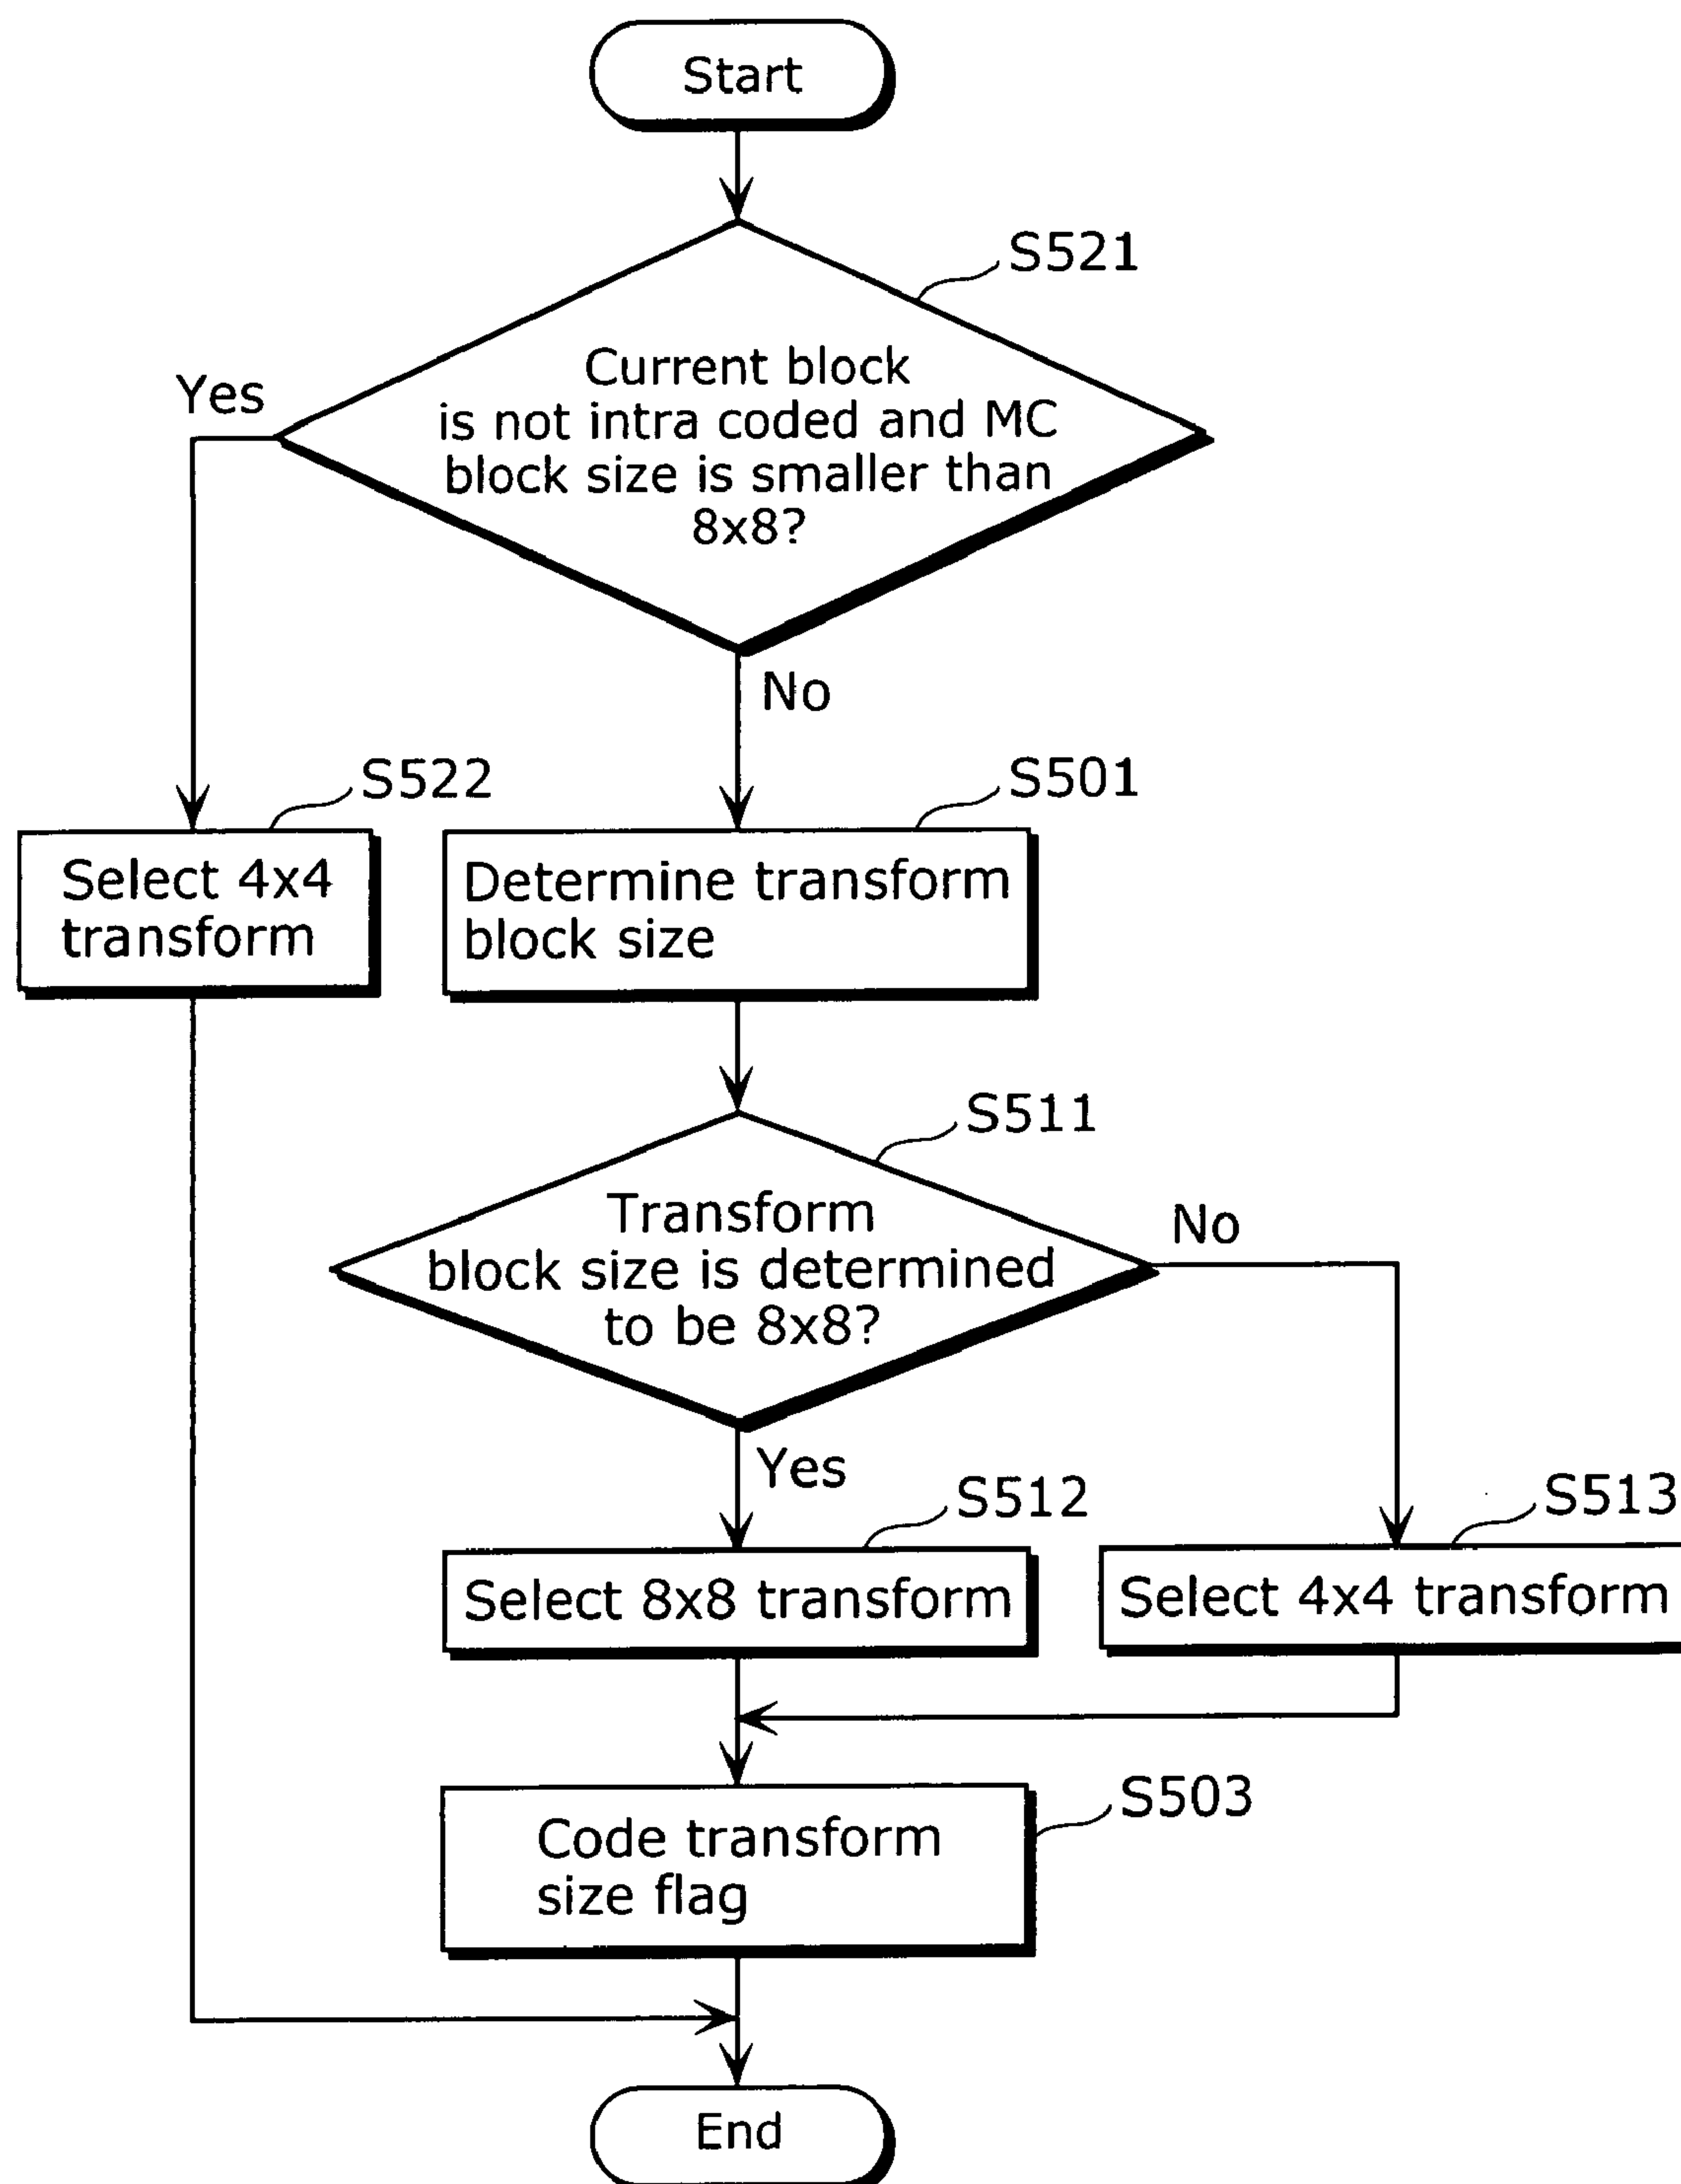 Start
S521
Current block
is not intra coded and MC
block size is smaller than
8x8?
Yes
No
S522
S501
Select 4x4
transform
Determine transform
block size
S511
Transform
block size is determined
to be 8x8?
No
Yes
S512
S513
Select 8x8 transform
Select 4x4 transform
S503
Code transform
size flag
End